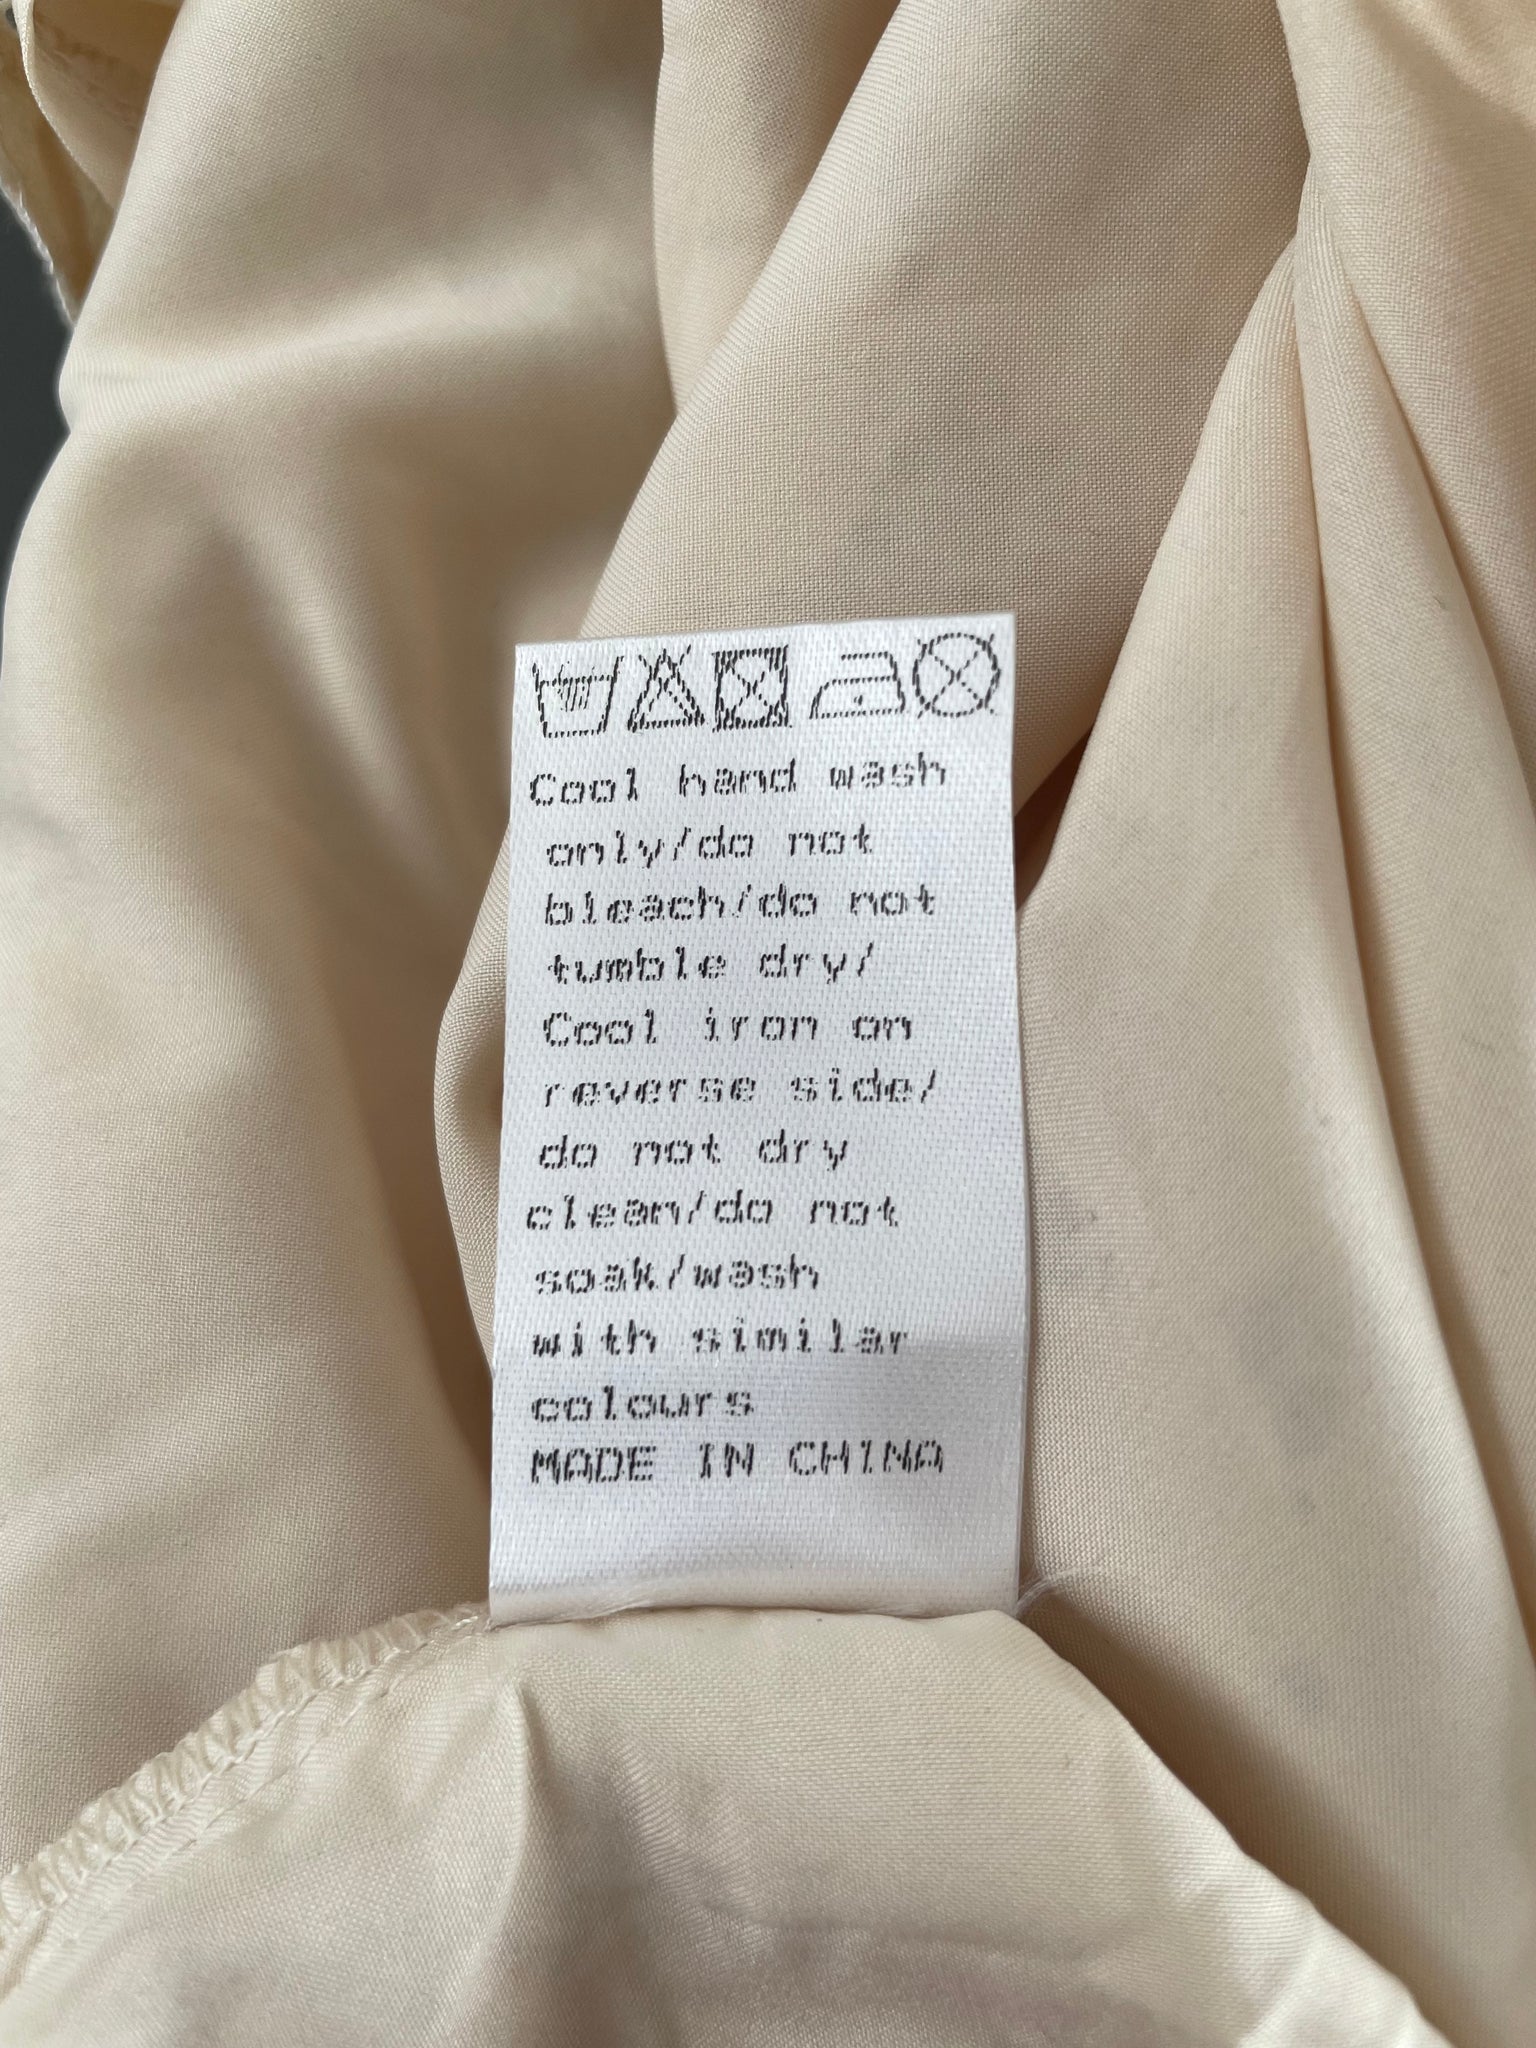 Cool hand wash
only/do not
bleach/do not
tumble dry/
Cool iron on
reverse side/
do not dry
clean/do not
soak/wash
with similar
colours
MADE IN CHINA